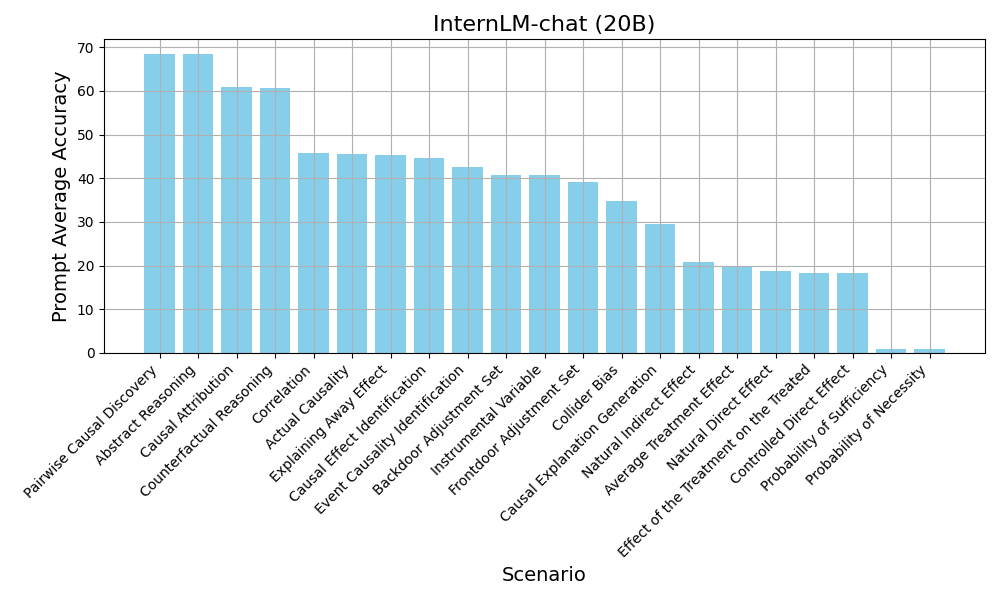 InternLM-chat (20B)
Prompt Average Accuracy
70
60
50
40
30
20
10
0
Pairwise Causal Discovery
Abstract Reasoning
Causal Attribution
Counterfactual Reasoning
Correlation
Actual Causality
Explaining Away Effect
Causal Effect Identification
Event Causality Identification
Backdoor Adjustment Set
Instrumental Variable
Frontdoor Adjustment Set
Collider Bias
Causal Explanation Generation
Natural Indirect Effect
Average Treatment Effect
Natural Direct Effect
Effect of the Treatment on the Treated
Controlled Direct Effect
Probability of Sufficiency
Probability of Necessity
Scenario